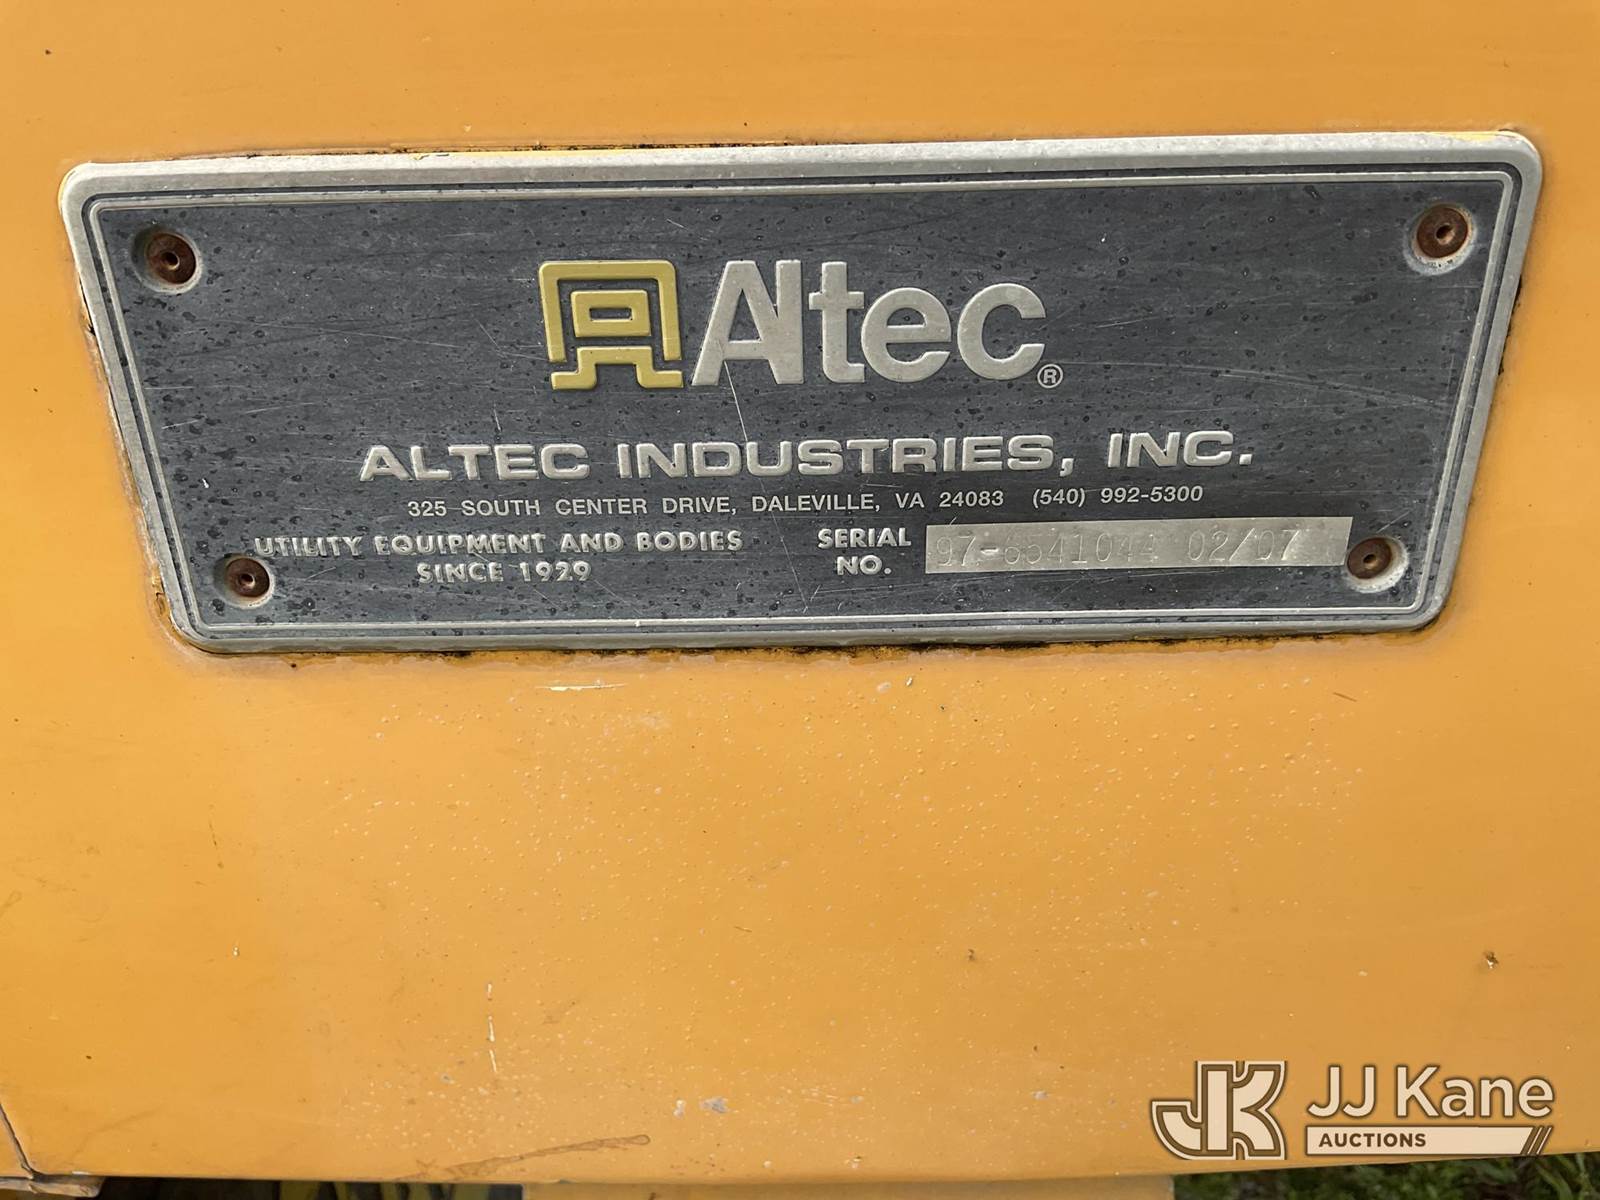 Altec®
ALTEC INDUSTRIES, INC.
325 SOUTH CENTER DRIVE, DALEVILLE, VA 24083 (540) 992-5300
UTILITY EQUIPMENT AND BODIES
SINCE 1929
SERIAL
NO.
02/07
JK JJ Kane
AUCTIONS